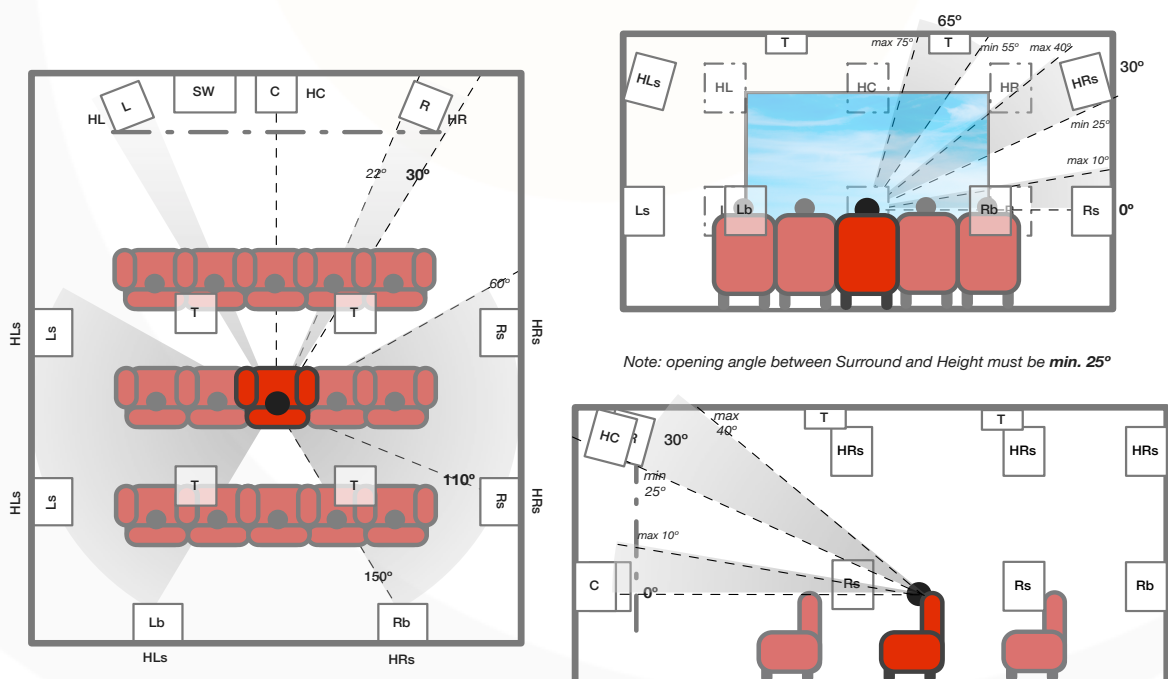 L
SW
C
HC
R
HL
HR
22º
30º
60º
T
T
HLs
Ls
Rs
HRs
T
T
110º
HLs
Ls
Rs
HRs
150º
Lb
Rb
HLs
HRs
65º
max 75º
T
T
min 55º
max 40º
HLs
HL
HC
HR
HRs
30º
min 25º
max 10º
Ls
Lb
Rb
Rs
0º
Note: opening angle between Surround and Height must be min. 25º
HC
R
30º
max
40º
T
T
HRs
HRs
HRs
min
25º
max 10º
C
0º
Rs
Rs
Rb